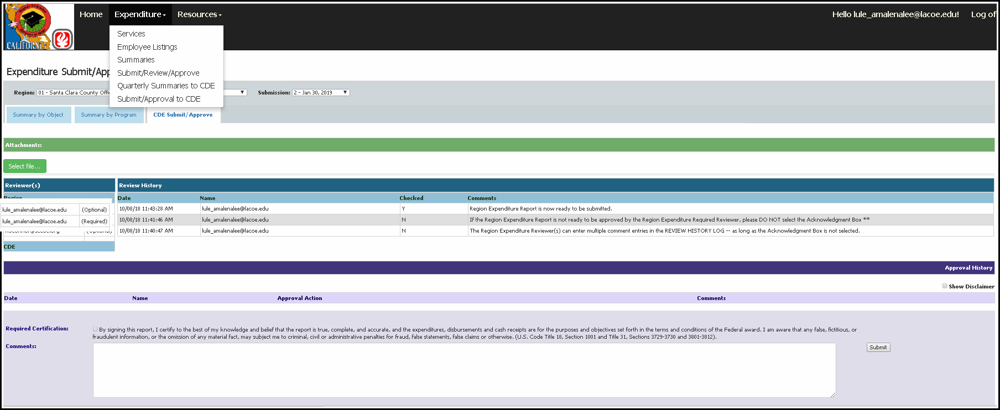 Home Expenditure Resources Hello lule_amalenalee@lacoe.edu! Log of
CALIFORNIA
Services
Employee Listings
Summaries
Submit/Review/Approve
Quarterly Summaries to CDE
Submit/Approval to CDE
Expenditure Submit/App
Region: 01 - Santa Clara County Offi Submission: 2 - Jan 30, 2019
Summary by Object Summary by Program CDE Submit/Approve
Attachments:
Select file...
Reviewer(s)
Region
lule_amalenalee@lacoe.edu (Optional)
lule_amalenalee@lacoe.edu (Required)
(Optional)
CDE
Review History
Date Name Checked Comments
10/08/18 11:43:28 AM lule_amalenalee@lacoe.edu Y Region Expenditure Report is now ready to be submitted.
10/08/18 11:41:46 AM lule_amalenalee@lacoe.edu N If the Region Expenditure Report is not ready to be approved by the Region Expenditure Required Reviewer, please DO NOT select the Acknowledgment Box **
10/08/18 11:40:47 AM lule_amalenalee@lacoe.edu N The Region Expenditure Reviewer(s) can enter multiple comment entries in the REVIEW HISTORY LOG -- as long as the Acknowledgment Box is not selected.
Approval History
Show Disclaimer
Date Name Approval Action Comments
Required Certification: By signing this report, I certify to the best of my knowledge and belief that the report is true, complete, and accurate, and the expenditures, disbursements and cash receipts are for the purposes and objectives set forth in the terms and conditions of the Federal award. I am aware that any false, fictitious, or
fraudulent information, or the omission of any material fact, may subject me to criminal, civil or administrative penalties for fraud, false statements, false claims or otherwise. (U.S. Code Title 18, Section 1001 and Title 31, Sections 3729-3730 and 3801-3812).
Comments:
Submit